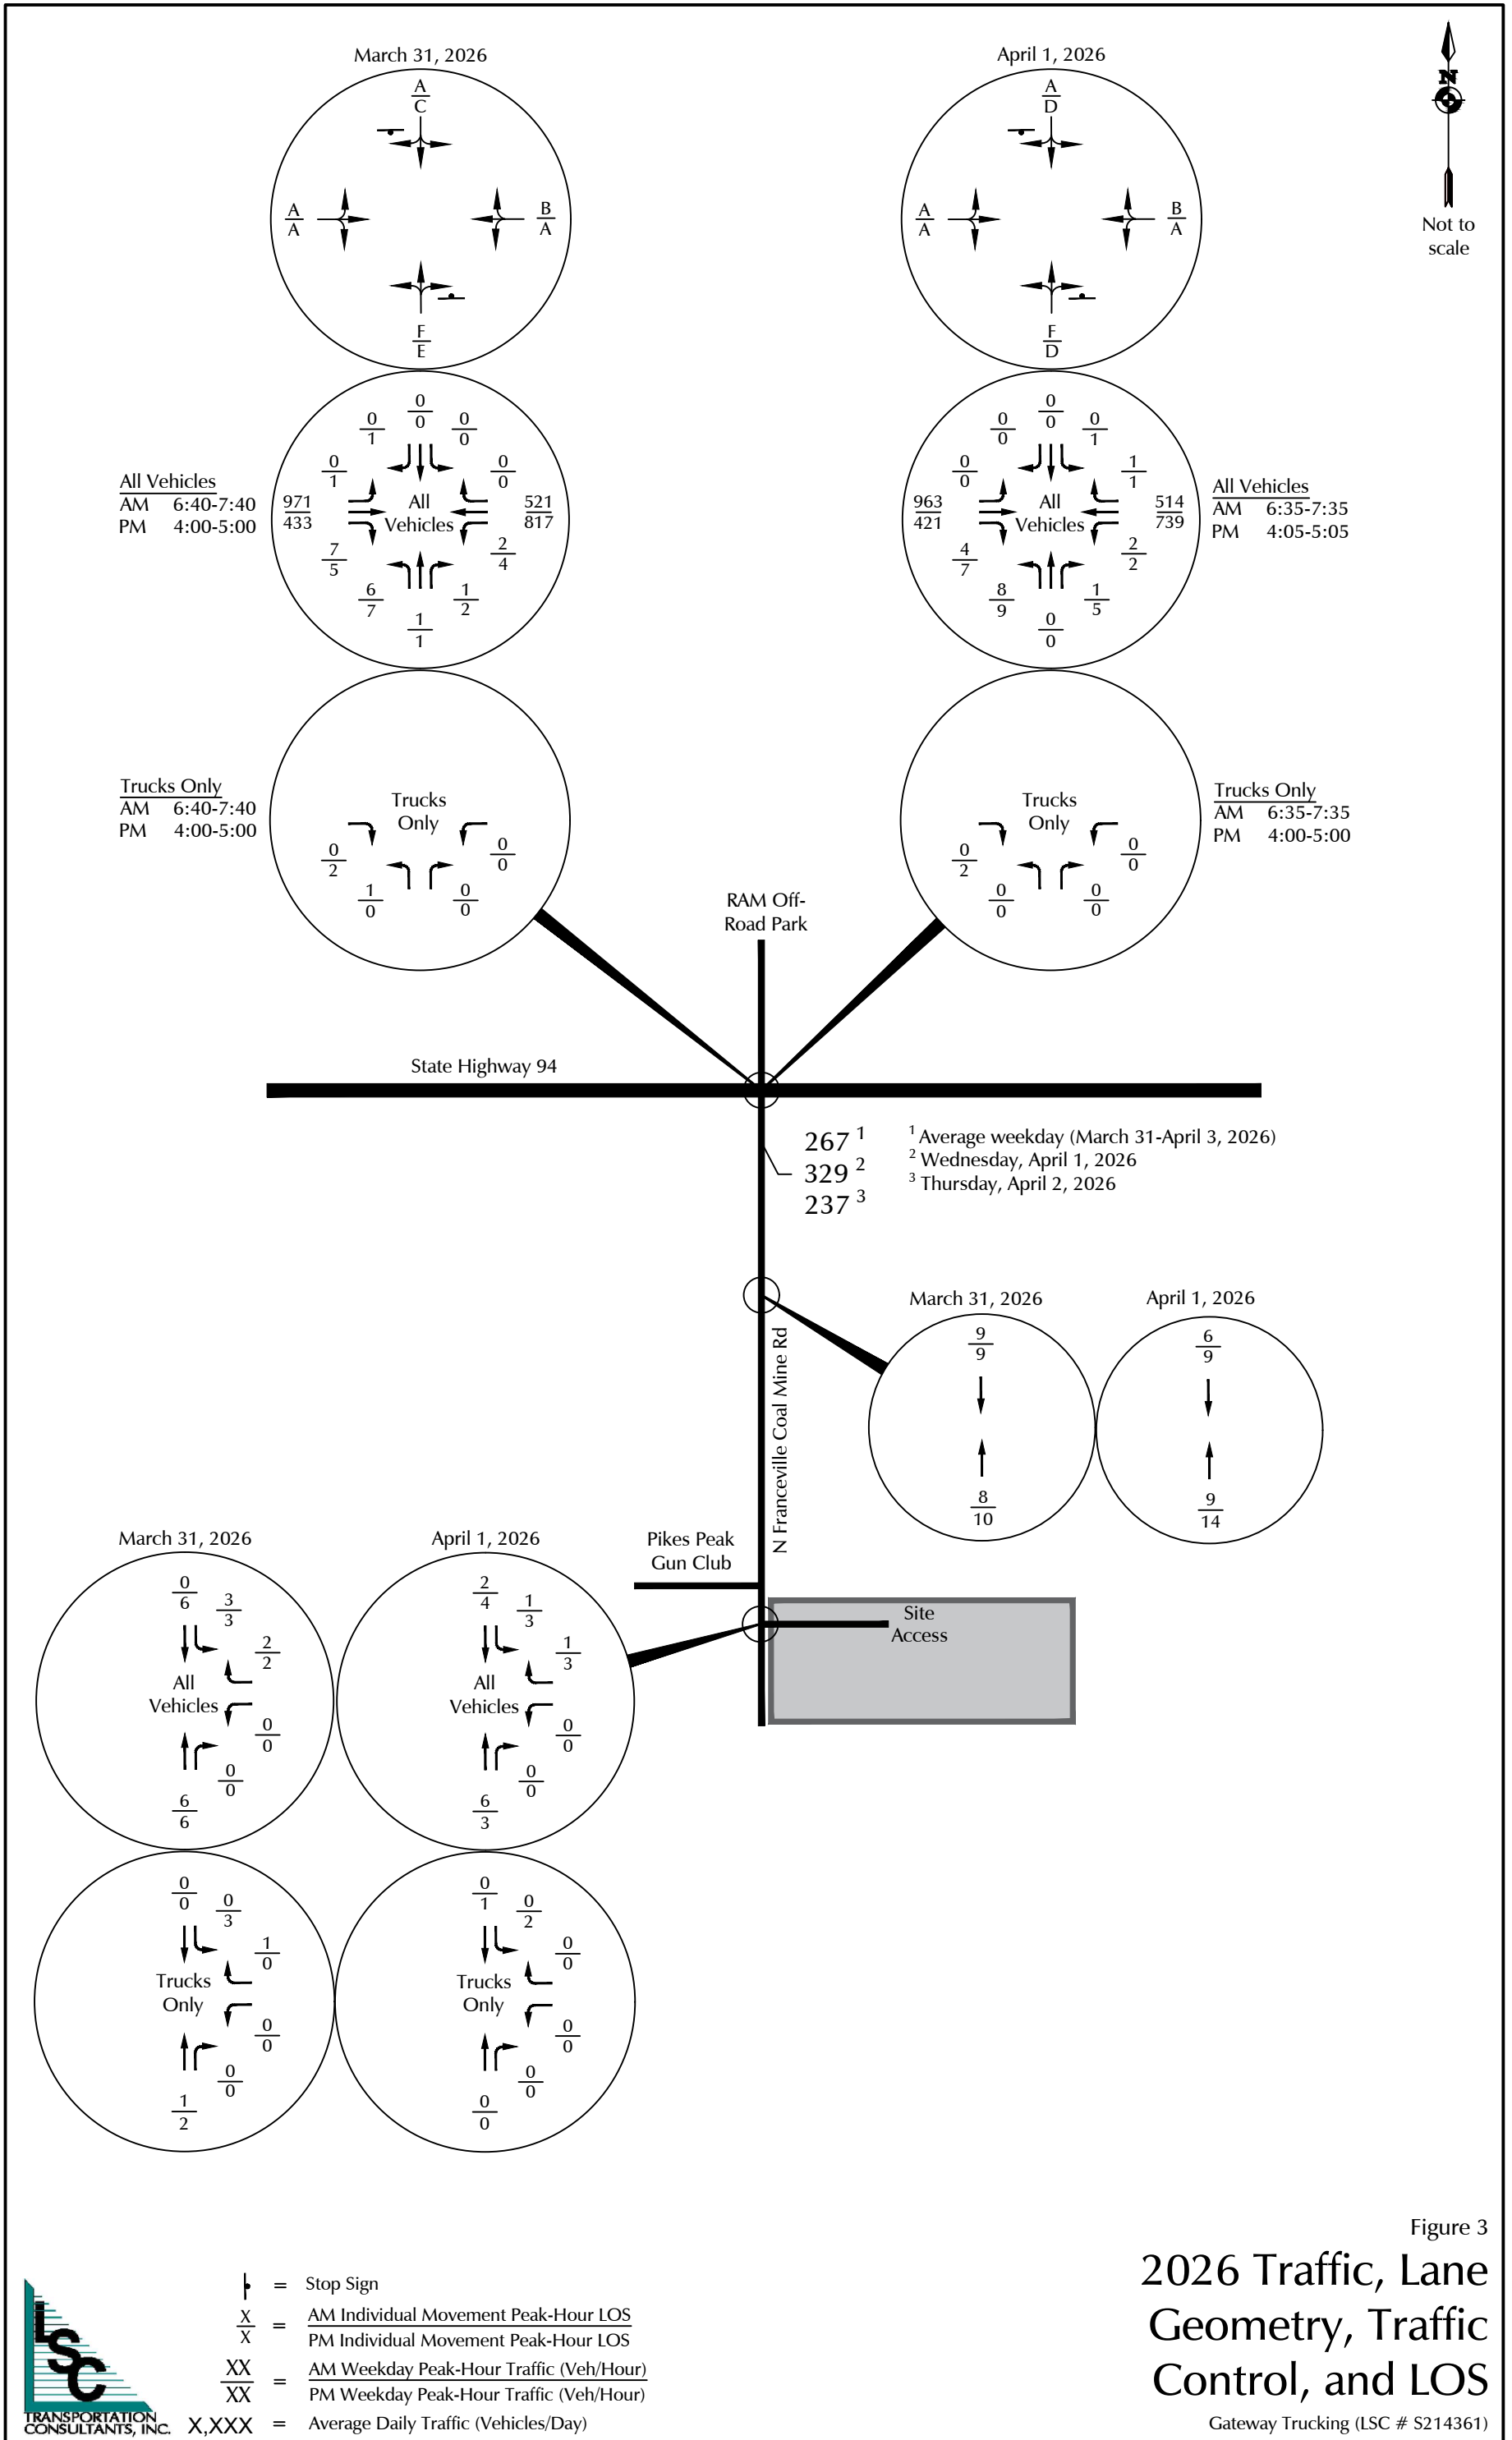 March 31, 2026
A
C
A
A
B
A
F
E
April 1, 2026
A
D
A
A
B
A
F
D
N
Not to
scale
All Vehicles
AM 6:40-7:40
PM 4:00-5:00
0
0
0
1
0
0
0
1
0
0
971
433
All
Vehicles
521
817
7
5
2
4
6
7
1
2
1
1
0
0
0
0
0
1
0
0
1
1
963
421
All
Vehicles
514
739
4
7
2
2
8
9
1
5
0
0
All Vehicles
AM 6:35-7:35
PM 4:05-5:05
Trucks Only
AM 6:40-7:40
PM 4:00-5:00
Trucks
Only
0
2
0
0
1
0
0
0
Trucks
Only
0
2
0
0
0
0
0
0
Trucks Only
AM 6:35-7:35
PM 4:00-5:00
RAM Off-
Road Park
State Highway 94
267 1
329 2
237 3
1 Average weekday (March 31-April 3, 2026)
2 Wednesday, April 1, 2026
3 Thursday, April 2, 2026
N Franceville Coal Mine Rd
March 31, 2026
9
9
8
10
April 1, 2026
6
9
9
14
Pikes Peak
Gun Club
Site
Access
March 31, 2026
0
6
3
3
2
2
All
Vehicles
0
0
0
0
6
6
April 1, 2026
2
4
1
3
1
3
All
Vehicles
0
0
0
0
6
3
0
0
0
3
1
0
Trucks
Only
0
0
0
0
1
2
0
1
0
2
0
0
Trucks
Only
0
0
0
0
0
0
Figure 3
2026 Traffic, Lane
Geometry, Traffic
Control, and LOS
Gateway Trucking (LSC # S214361)
LSC
TRANSPORTATION
CONSULTANTS, INC.
= Stop Sign
X
X
=
AM Individual Movement Peak-Hour LOS
PM Individual Movement Peak-Hour LOS
XX
XX
=
AM Weekday Peak-Hour Traffic (Veh/Hour)
PM Weekday Peak-Hour Traffic (Veh/Hour)
X,XXX = Average Daily Traffic (Vehicles/Day)